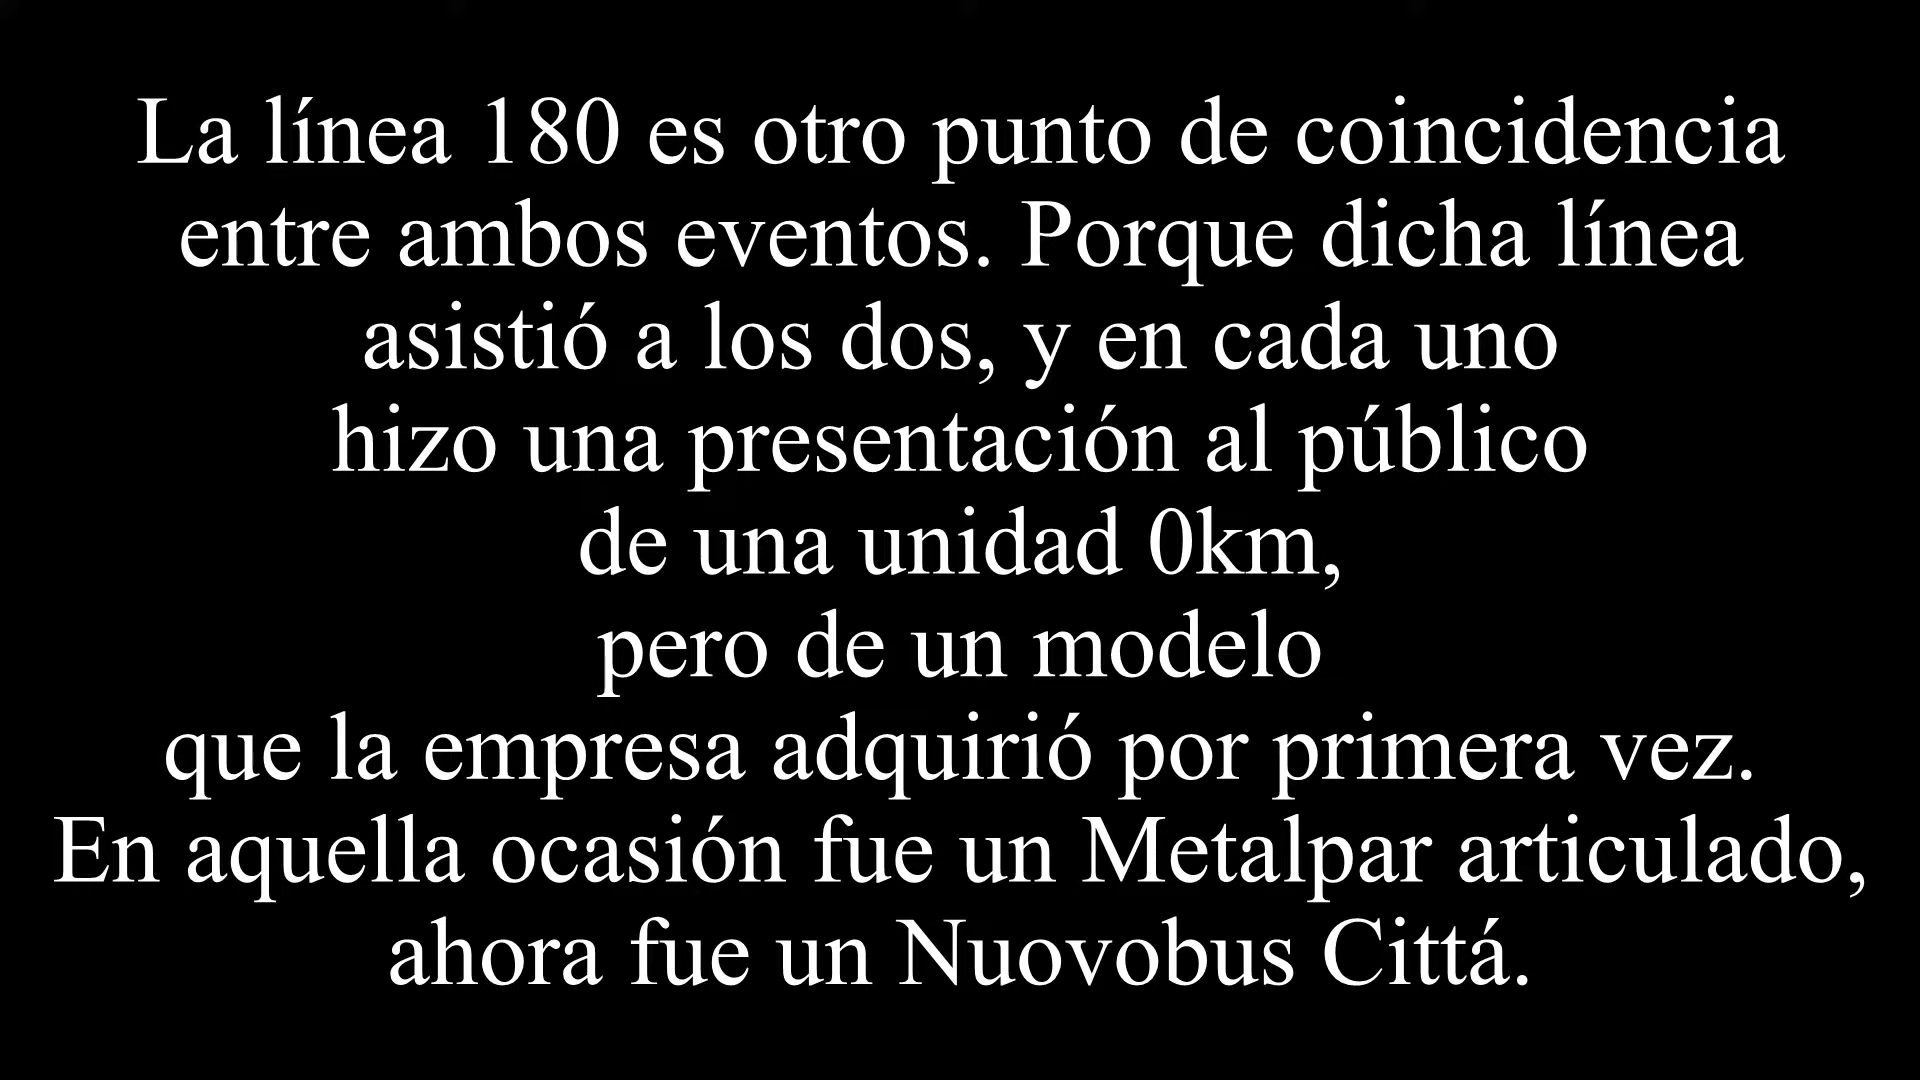 La línea 180 es otro punto de coincidencia
entre ambos eventos. Porque dicha línea
asistió a los dos, y en cada uno
hizo una presentación al público
de una unidad 0km,
pero de un modelo
que la empresa adquirió por primera vez.
En aquella ocasión fue un Metalpar articulado,
ahora fue un Nuovobus Cittá.